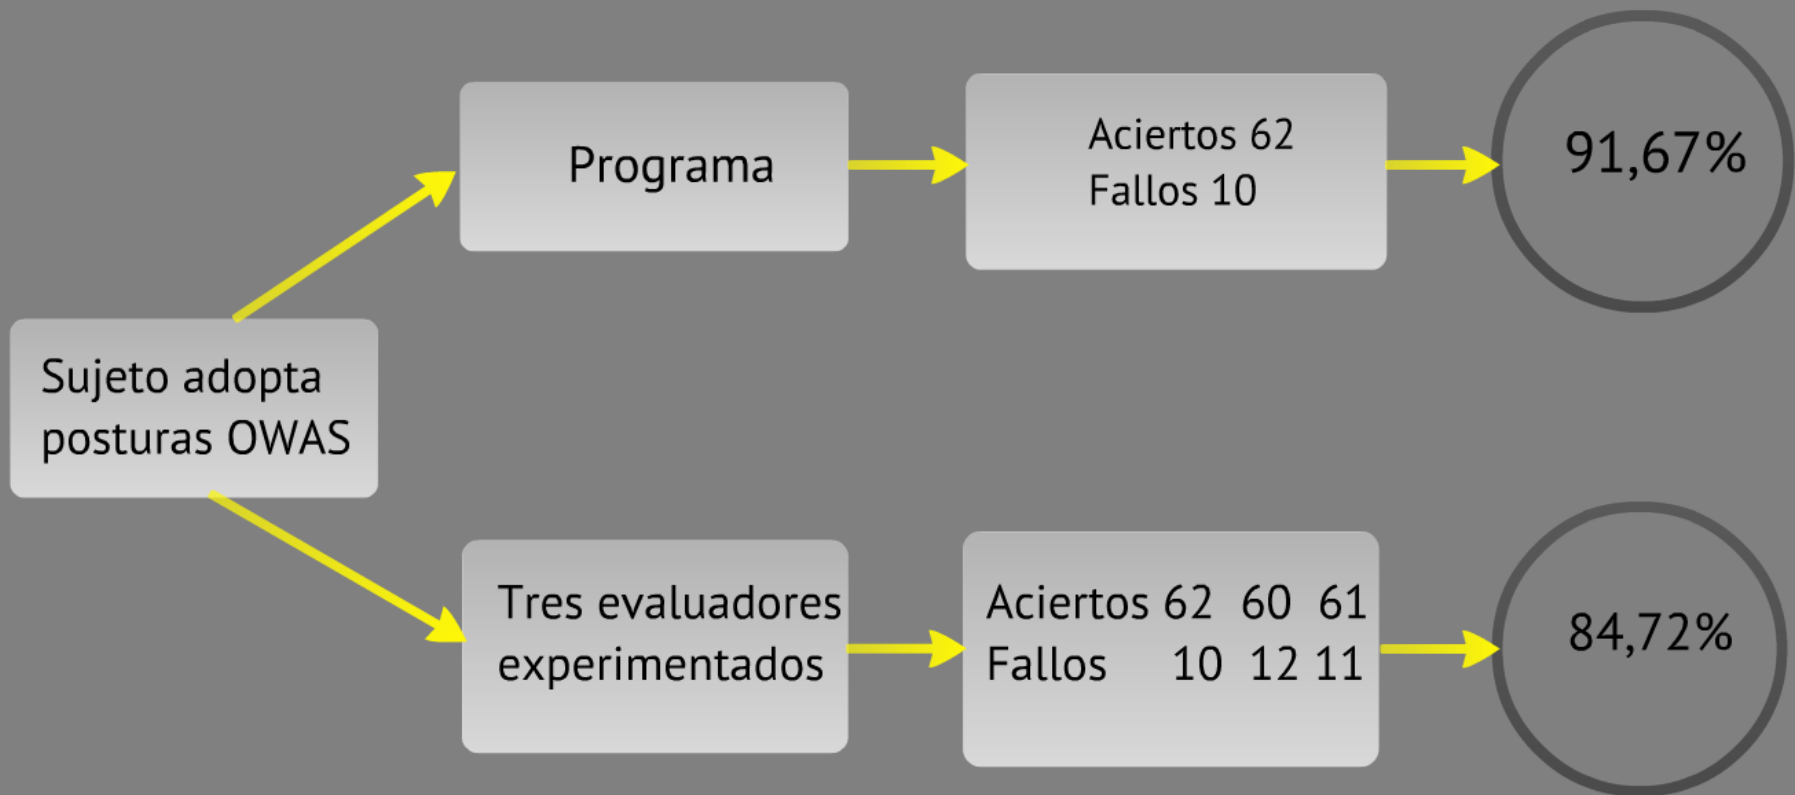 Programa
Aciertos 62
Fallos 10
91,67%
Sujeto adopta
posturas OWAS
Tres evaluadores
experimentados
Aciertos 62 60 61
Fallos 10 12 11
84,72%